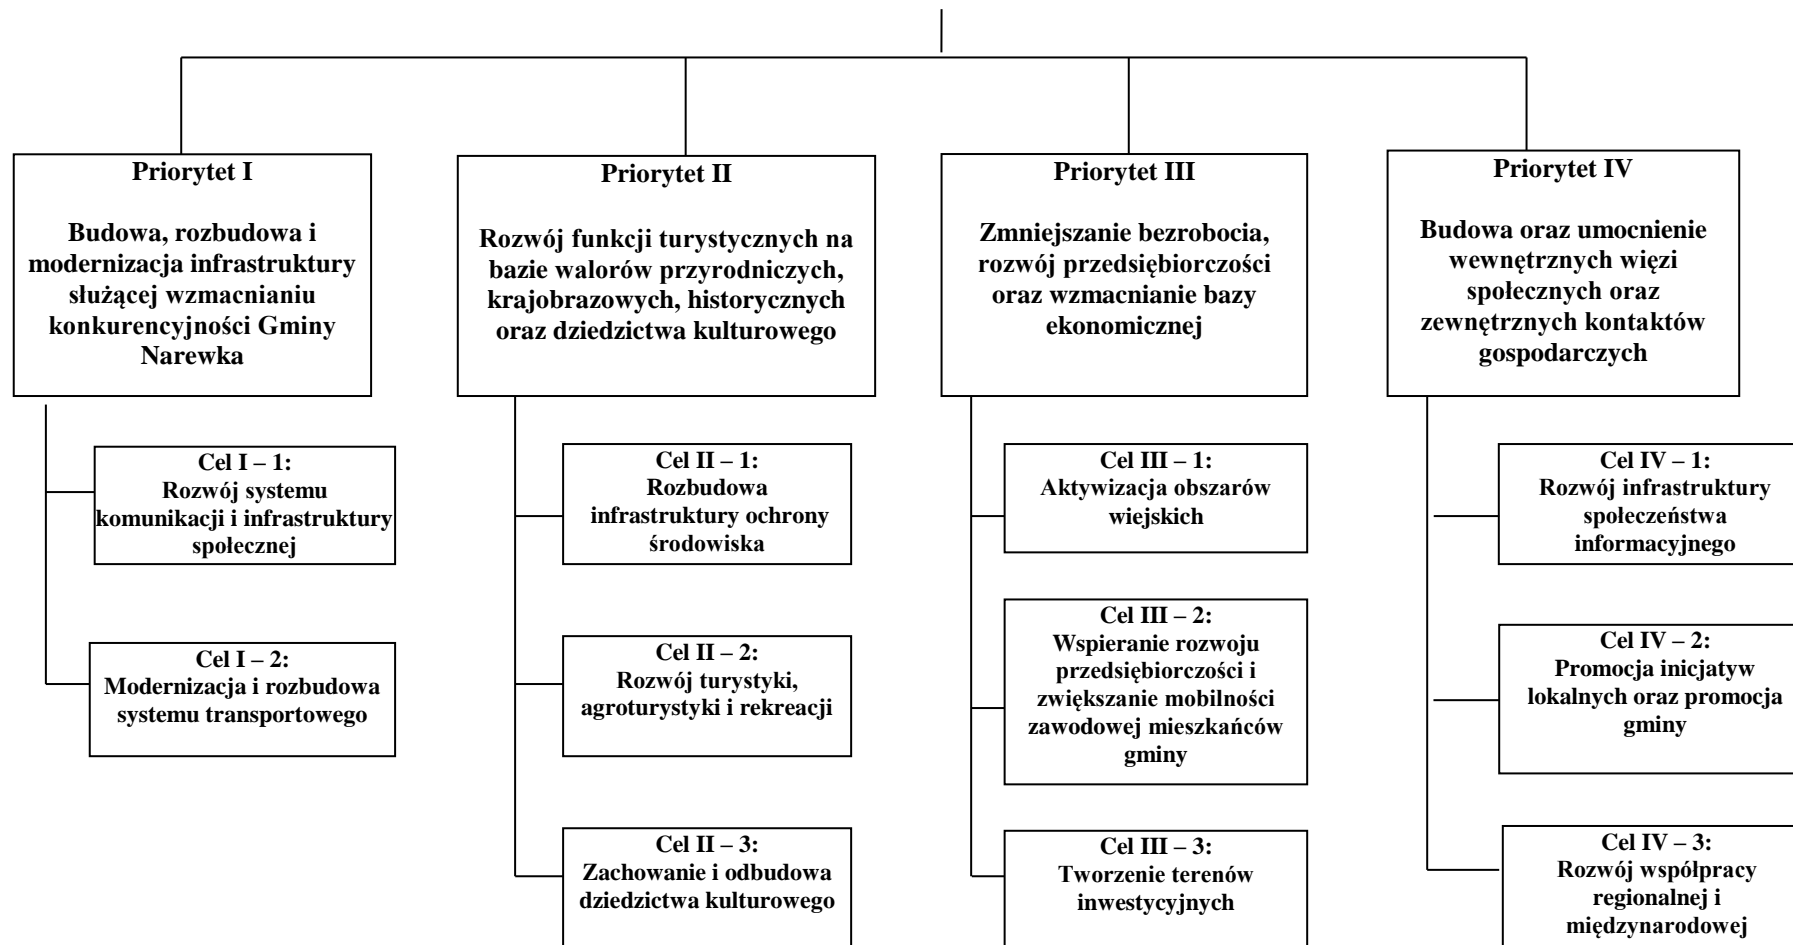 Priorytet I
Budowa, rozbudowa i
modernizacja infrastruktury
służącej wzmacnianiu
konkurencyjności Gminy
Narewka
Cel I – 1:
Rozwój systemu
komunikacji i infrastruktury
społecznej
Cel I – 2:
Modernizacja i rozbudowa
systemu transportowego
Priorytet II
Rozwój funkcji turystycznych na
bazie walorów przyrodniczych,
krajobrazowych, historycznych
oraz dziedzictwa kulturowego
Cel II – 1:
Rozbudowa
infrastruktury ochrony
środowiska
Cel II – 2:
Rozwój turystyki,
agroturystyki i rekreacji
Cel II – 3:
Zachowanie i odbudowa
dziedzictwa kulturowego
Priorytet III
Zmniejszanie bezrobocia,
rozwój przedsiębiorczości
oraz wzmacnianie bazy
ekonomicznej
Cel III – 1:
Aktywizacja obszarów
wiejskich
Cel III – 2:
Wspieranie rozwoju
przedsiębiorczości i
zwiększanie mobilności
zawodowej mieszkańców
gminy
Cel III – 3:
Tworzenie terenów
inwestycyjnych
Priorytet IV
Budowa oraz umocnienie
wewnętrznych więzi
społecznych oraz
zewnętrznych kontaktów
gospodarczych
Cel IV – 1:
Rozwój infrastruktury
społeczeństwa
informacyjnego
Cel IV – 2:
Promocja inicjatyw
lokalnych oraz promocja
gminy
Cel IV – 3:
Rozwój współpracy
regionalnej i
międzynarodowej